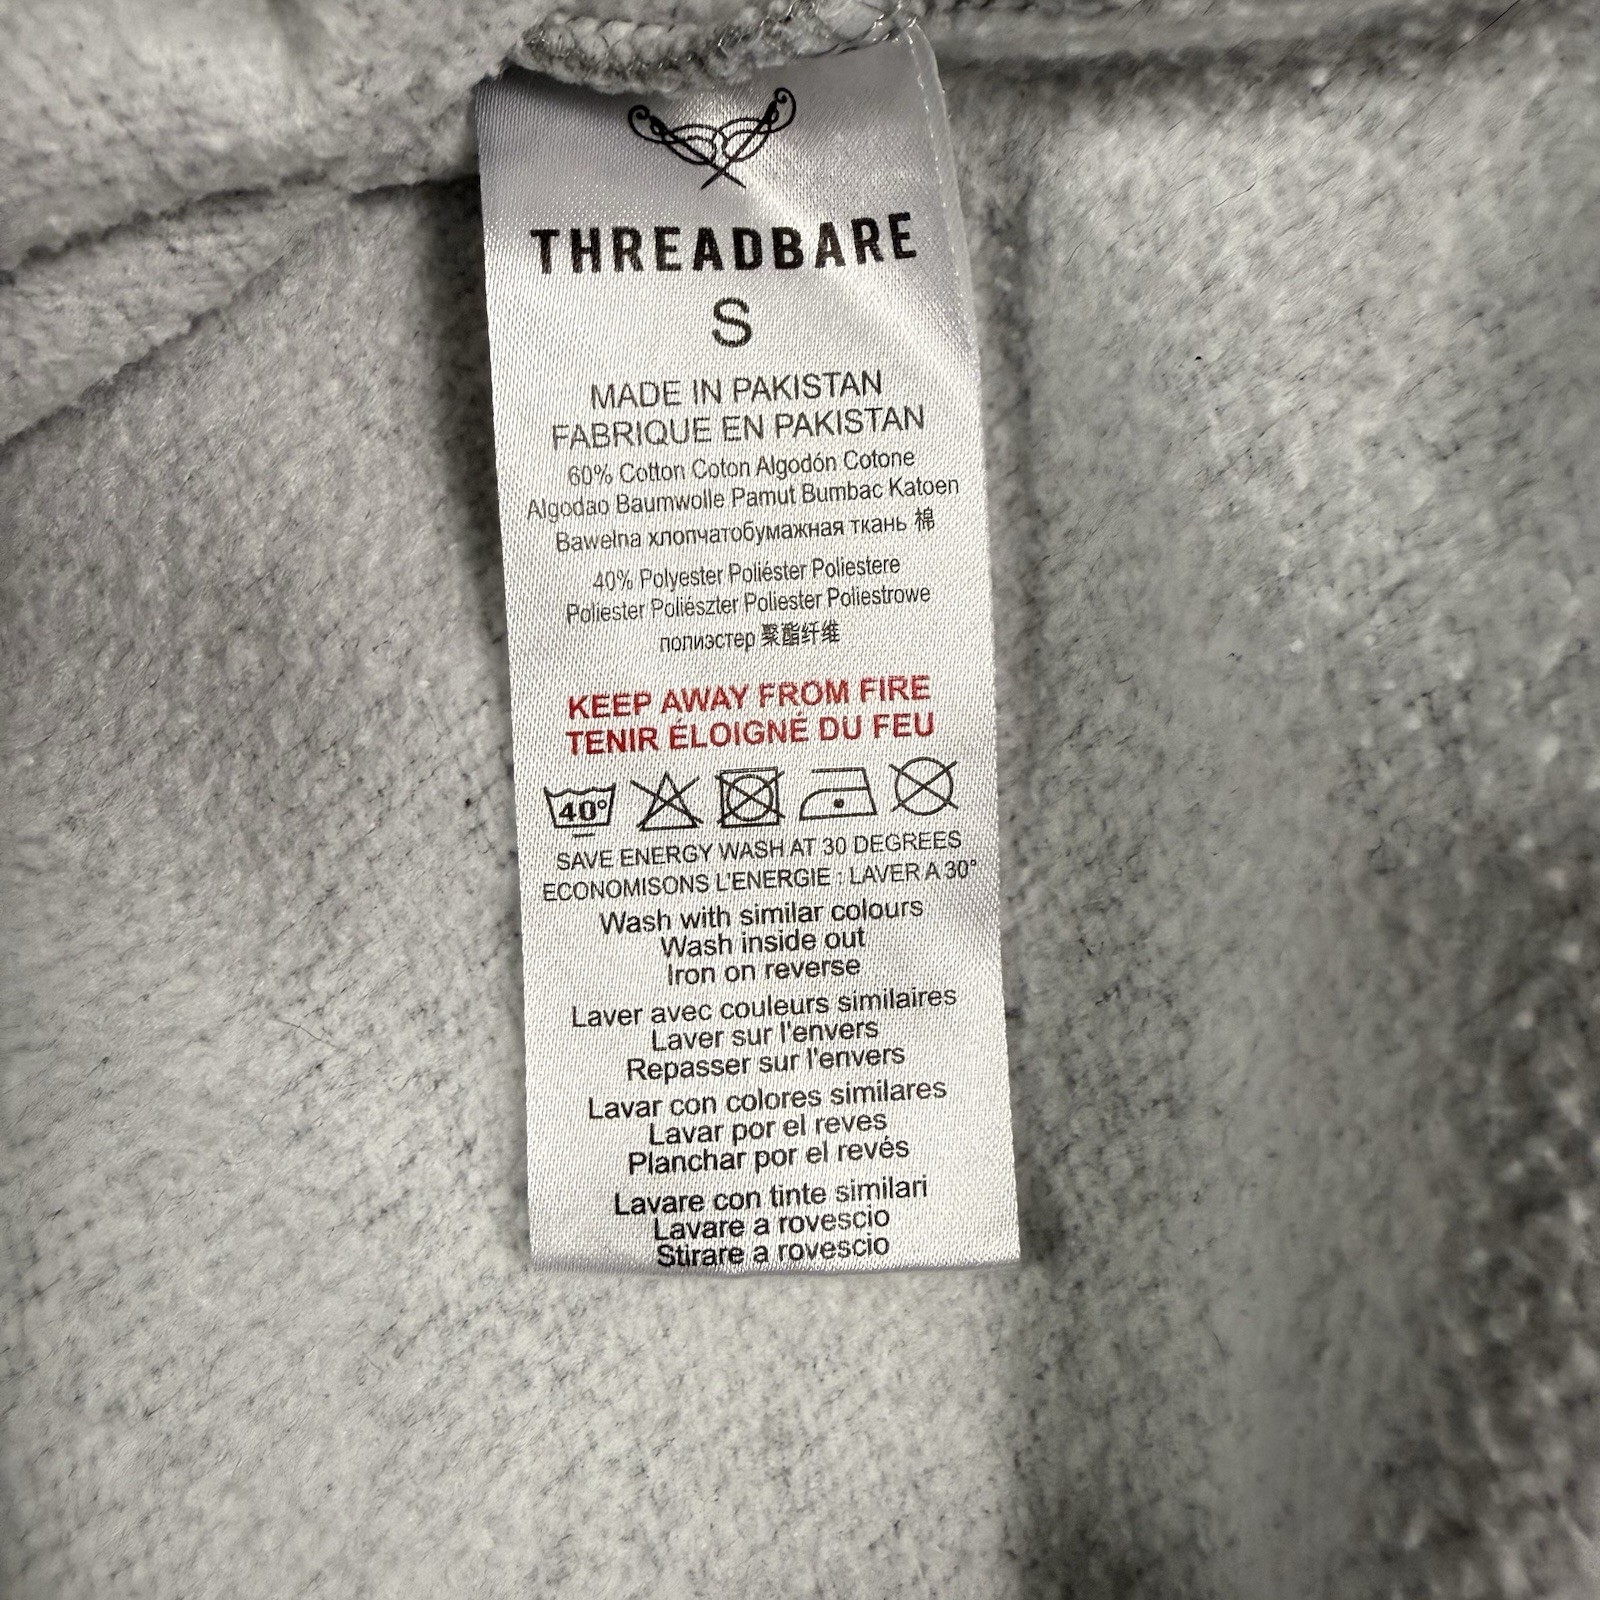 THREADBARE
S
MADE IN PAKISTAN
FABRIQUE EN PAKISTAN
60% Cotton Coton Algodón Cotone
Algodao Baumwolle Pamut Bumbac Katoen
Bawełna хлопчатобумажная ткань 棉
40% Polyester Poliéster Poliestere
Poliester Poliészter Poliester Poliestrowe
полиэстер 聚酯纤维
KEEP AWAY FROM FIRE
TENIR ÉLOIGNÉ DU FEU
40°
SAVE ENERGY WASH AT 30 DEGREES
ECONOMISONS L'ENERGIE : LAVER A 30°
Wash with similar colours
Wash inside out
Iron on reverse
Laver avec couleurs similaires
Laver sur l'envers
Repasser sur l'envers
Lavar con colores similares
Lavar por el reves
Planchar por el revés
Lavare con tinte similari
Lavare a rovescio
Stirare a rovescio